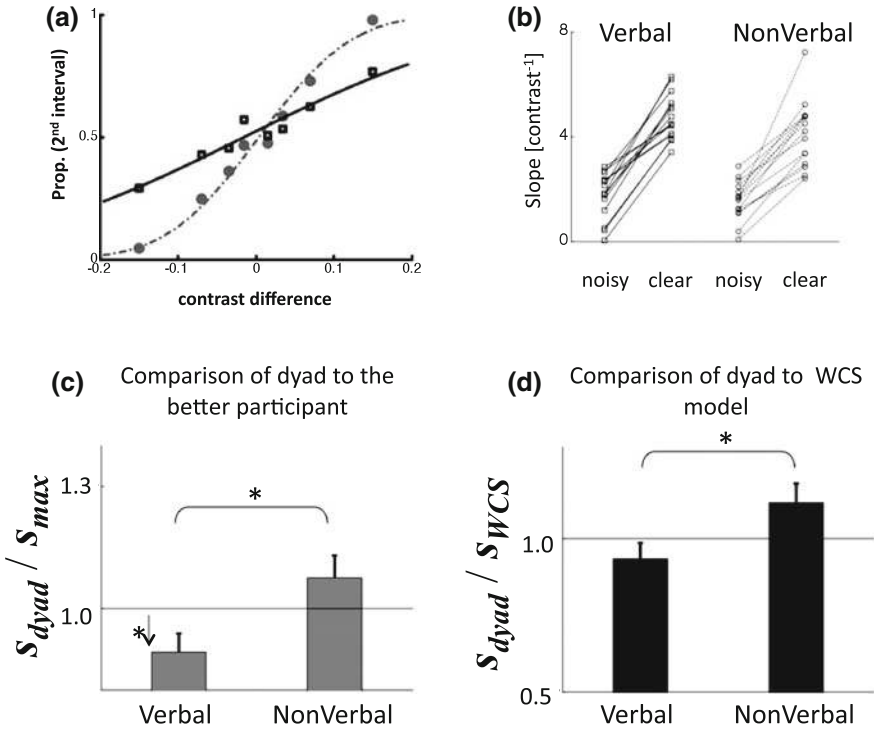 (a)
1
0.5
0
Prop. (2nd interval)
-0.2
-0.1
0
0.1
0.2
contrast difference
(b)
Verbal
NonVerbal
8
4
0
Slope [contrast-1]
noisy
clear
noisy
clear
(c)
Comparison of dyad to the
better participant
1.3
1.0
Sdyad / Smax
*
*
Verbal
NonVerbal
(d)
Comparison of dyad to WCS
model
1.0
0.5
Sdyad / SWCS
*
Verbal
NonVerbal